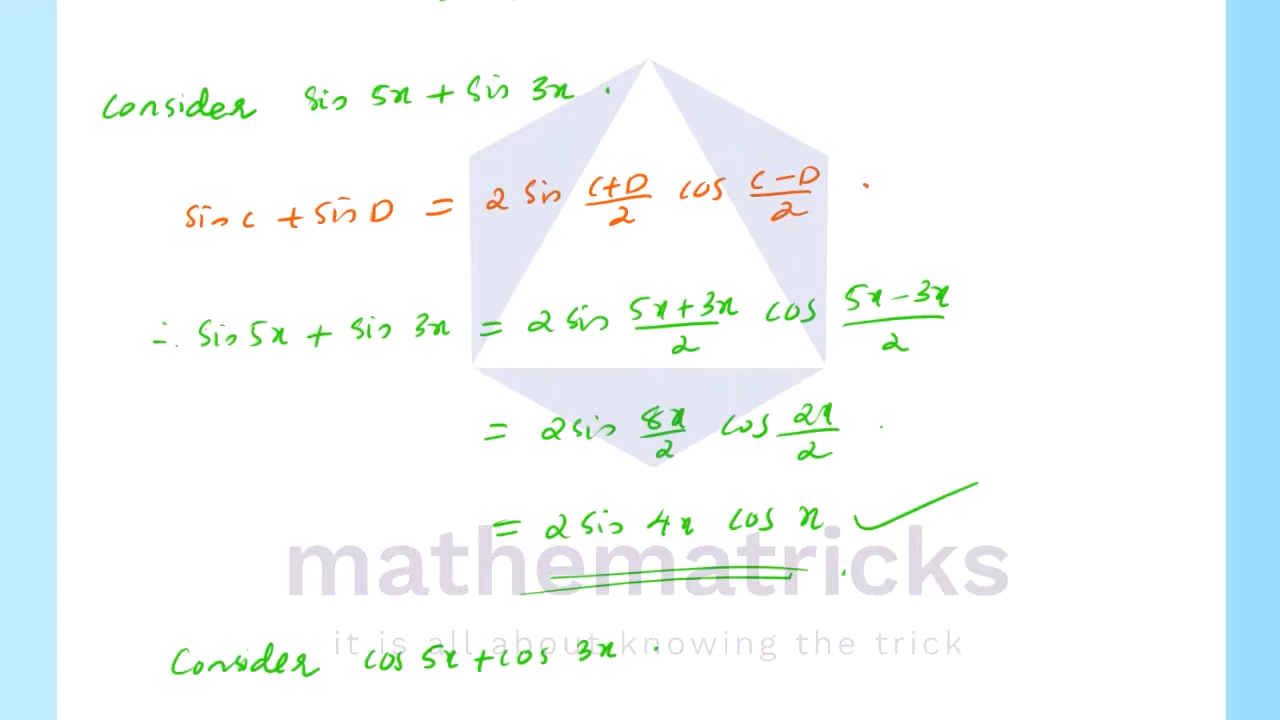 Consider sin 5x + sin 3x .
sin C + sin D = 2 sin (C+D)/2 cos (C-D)/2 .
∴ sin 5x + sin 3x = 2 sin (5x+3x)/2 cos (5x-3x)/2
= 2 sin 8x/2 cos 2x/2 .
= 2 sin 4x cos x ✓
mathematricks
it is all about knowing the trick
Consider cos 5x + cos 3x .